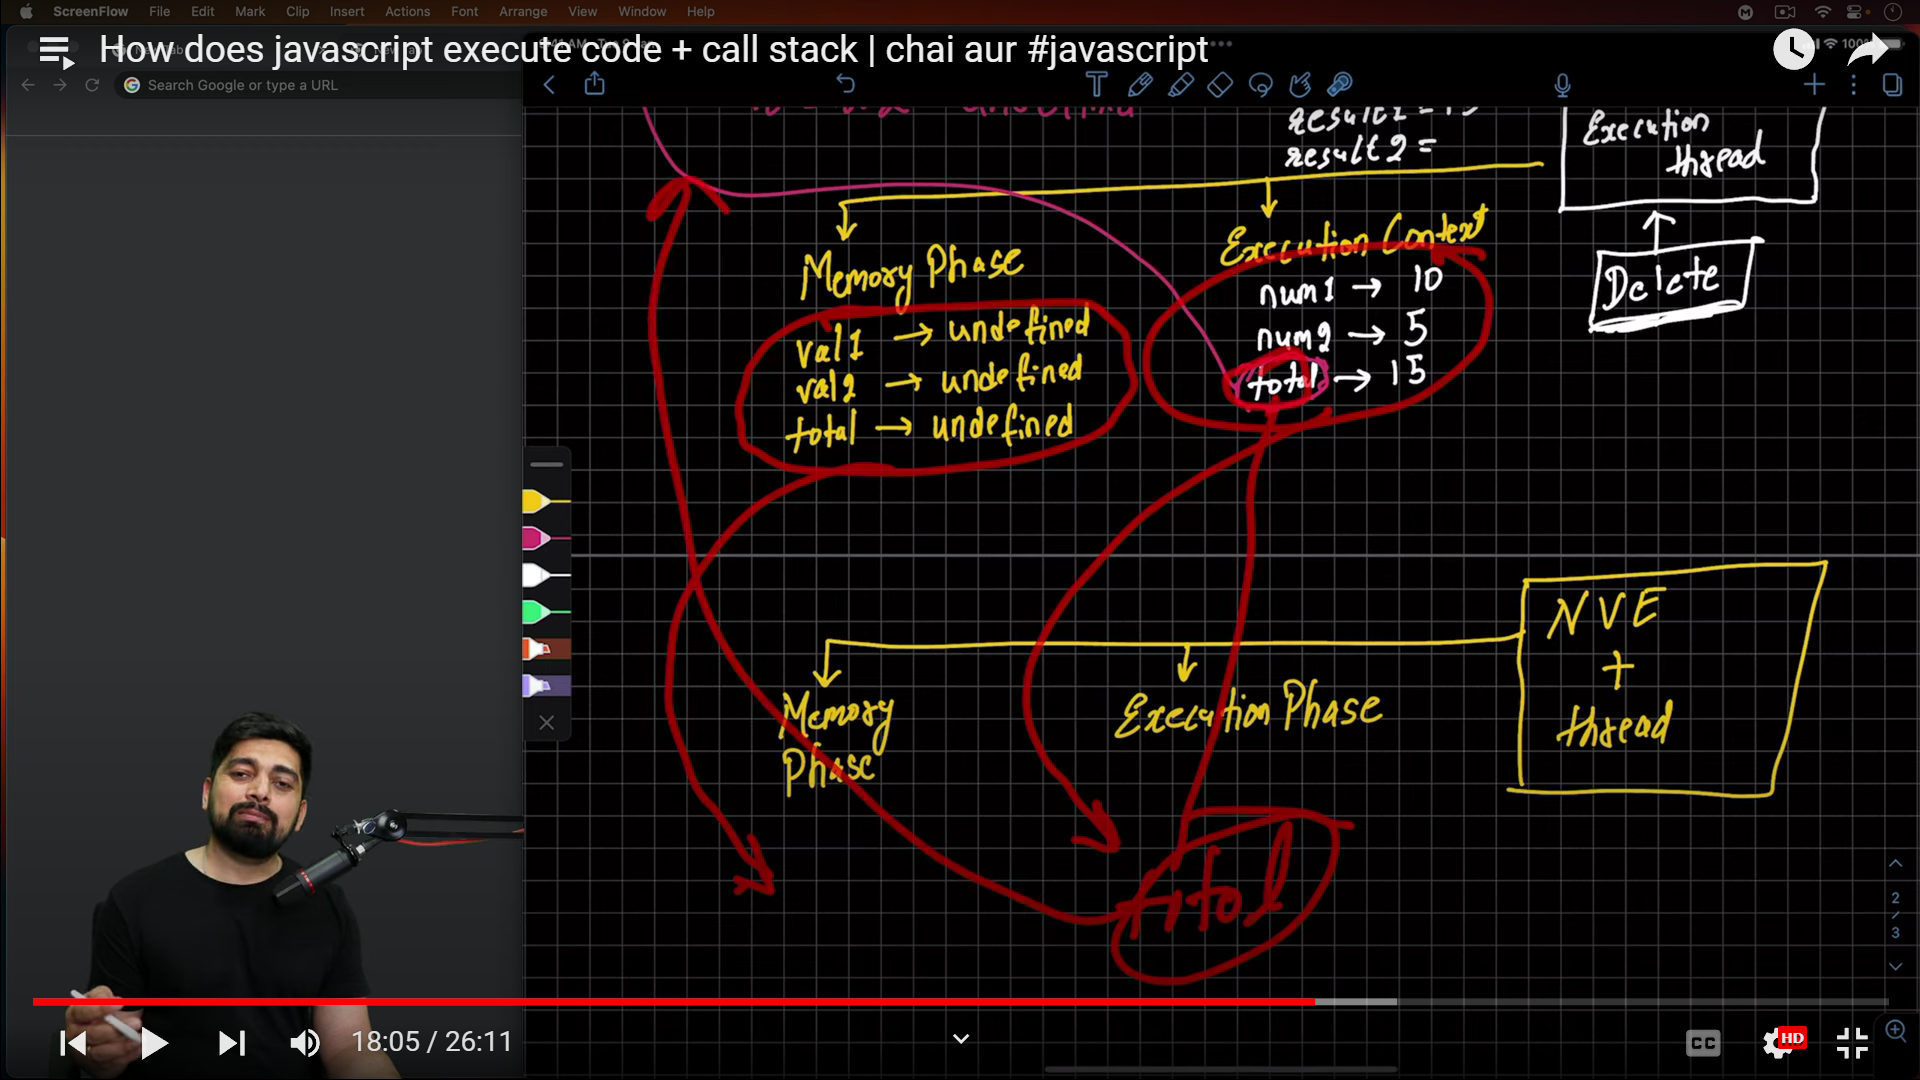 ScreenFlow File Edit Mark Clip Insert Actions Font Arrange View Window Help
How does javascript execute code + call stack | chai aur #javascript
100%
Search Google or type a URL
result2 =
Execution
thread
Execution Context
Memory Phase
num1 → 10
Delete
val1 → undefined
num2 → 5
val2 → undefined
total → 15
total → undefined
NVE
+
thread
Memory
Phase
Execution Phase
total
2
/
3
18:05 / 26:11
CC
HD